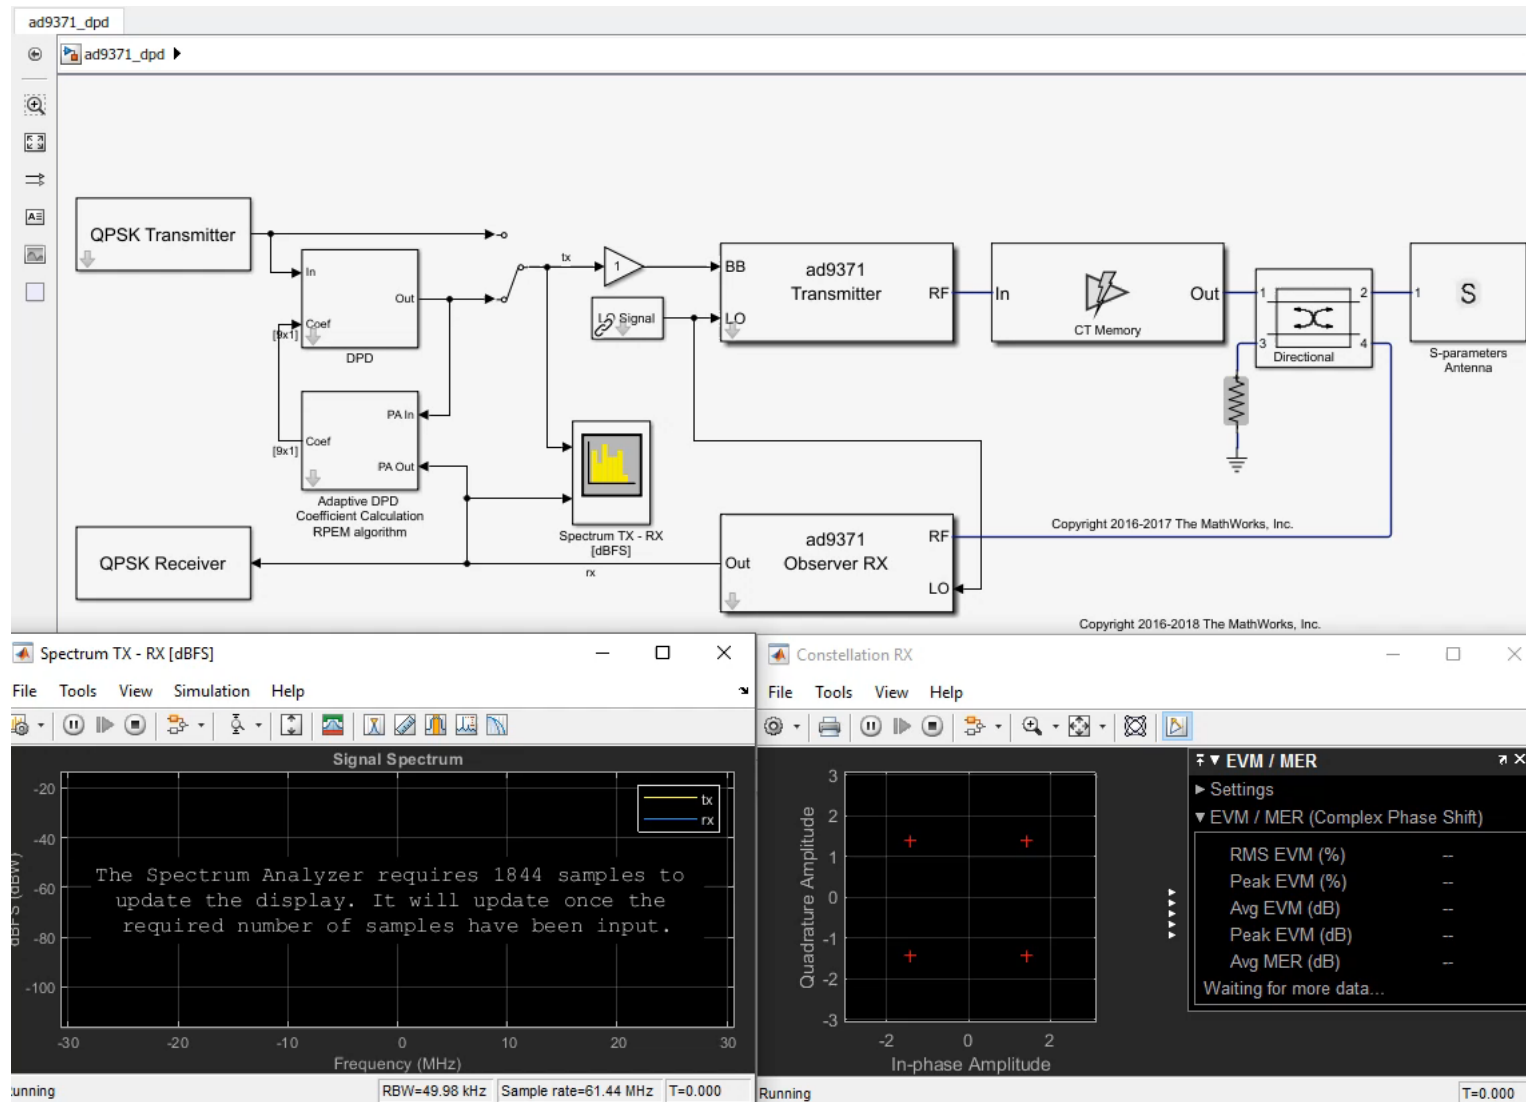 ad9371_dpd
ad9371_dpd
QPSK Transmitter
In
Out
Coef
[9x1]
DPD
PA In
Coef
[9x1]
PA Out
Adaptive DPD
Coefficient Calculation
RPEM algorithm
QPSK Receiver
tx
1
LO Signal
BB
LO
ad9371
Transmitter
RF
In
Out
CT Memory
1
2
3
4
Directional
1
S
S-parameters
Antenna
Spectrum TX - RX
[dBFS]
rx
Out
ad9371
Observer RX
RF
LO
Copyright 2016-2017 The MathWorks, Inc.
Copyright 2016-2018 The MathWorks, Inc.
Spectrum TX - RX [dBFS]
File Tools View Simulation Help
Signal Spectrum
tx
rx
-20
-40
-60
-80
-100
dBFS (dBW)
The Spectrum Analyzer requires 1844 samples to
update the display. It will update once the
required number of samples have been input.
-30 -20 -10 0 10 20 30
Frequency (MHz)
RBW=49.98 kHz Sample rate=61.44 MHz T=0.000
Constellation RX
File Tools View Help
3
2
1
0
-1
-2
-3
Quadrature Amplitude
-2 0 2
In-phase Amplitude
EVM / MER
Settings
EVM / MER (Complex Phase Shift)
RMS EVM (%) --
Peak EVM (%) --
Avg EVM (dB) --
Peak EVM (dB) --
Avg MER (dB) --
Waiting for more data...
Running T=0.000